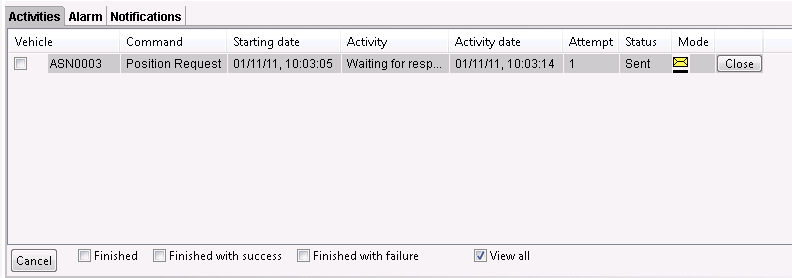 Activities Alarm Notifications
Vehicle Command Starting date Activity Activity date Attempt Status Mode
ASN0003 Position Request 01/11/11, 10:03:05 Waiting for resp... 01/11/11, 10:03:14 1 Sent Close
Cancel Finished Finished with success Finished with failure View all